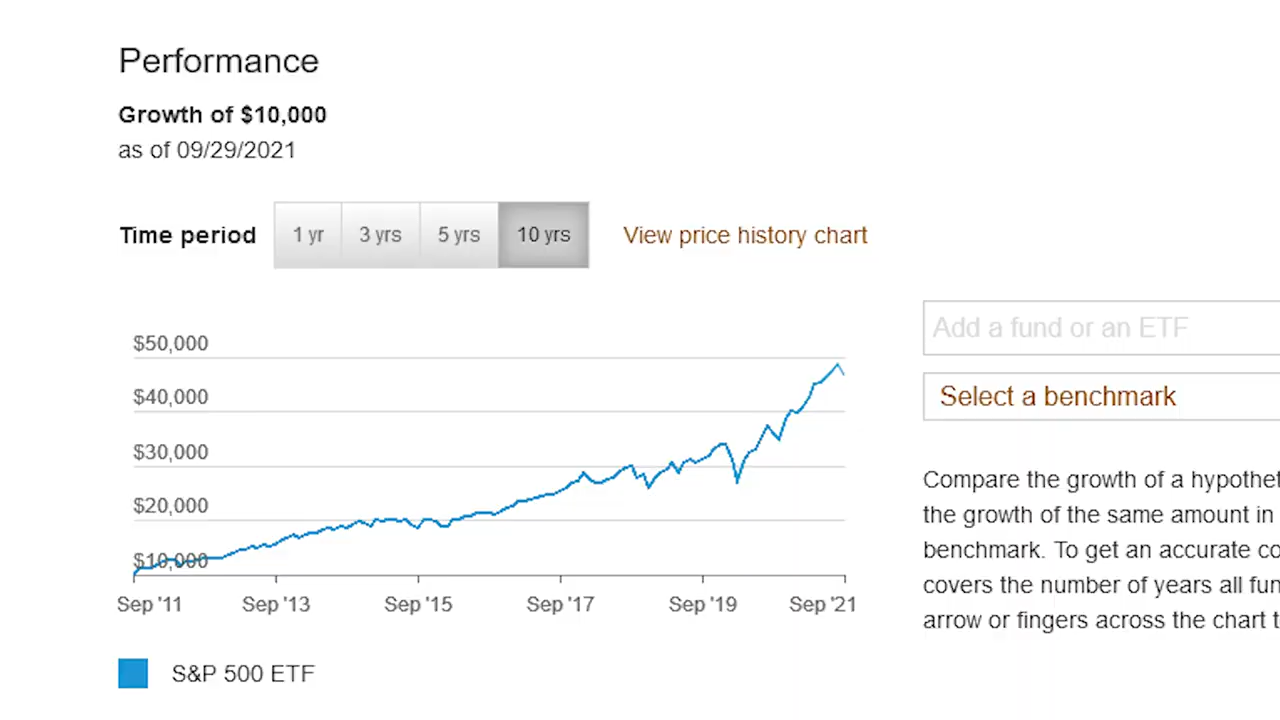 Performance
Growth of $10,000
as of 09/29/2021
Time period 1 yr 3 yrs 5 yrs 10 yrs View price history chart
Add a fund or an ETF
Select a benchmark
$50,000
$40,000
$30,000
$20,000
$10,000
Sep '11 Sep '13 Sep '15 Sep '17 Sep '19 Sep '21
S&P 500 ETF
Compare the growth of a hypothet
the growth of the same amount in
benchmark. To get an accurate co
covers the number of years all fun
arrow or fingers across the chart t